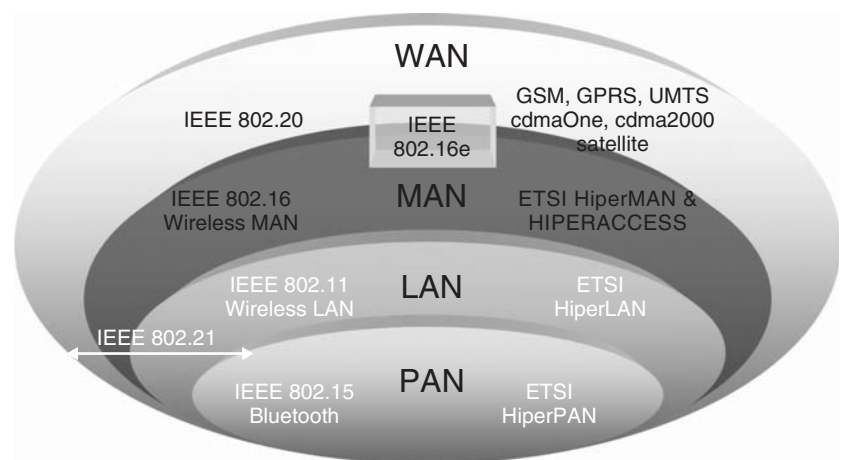 WAN
IEEE 802.20
IEEE
802.16e
GSM, GPRS, UMTS
cdmaOne, cdma2000
satellite
IEEE 802.16
Wireless MAN
MAN
ETSI HiperMAN &
HIPERACCESS
IEEE 802.11
Wireless LAN
LAN
ETSI
HiperLAN
IEEE 802.21
PAN
IEEE 802.15
Bluetooth
ETSI
HiperPAN